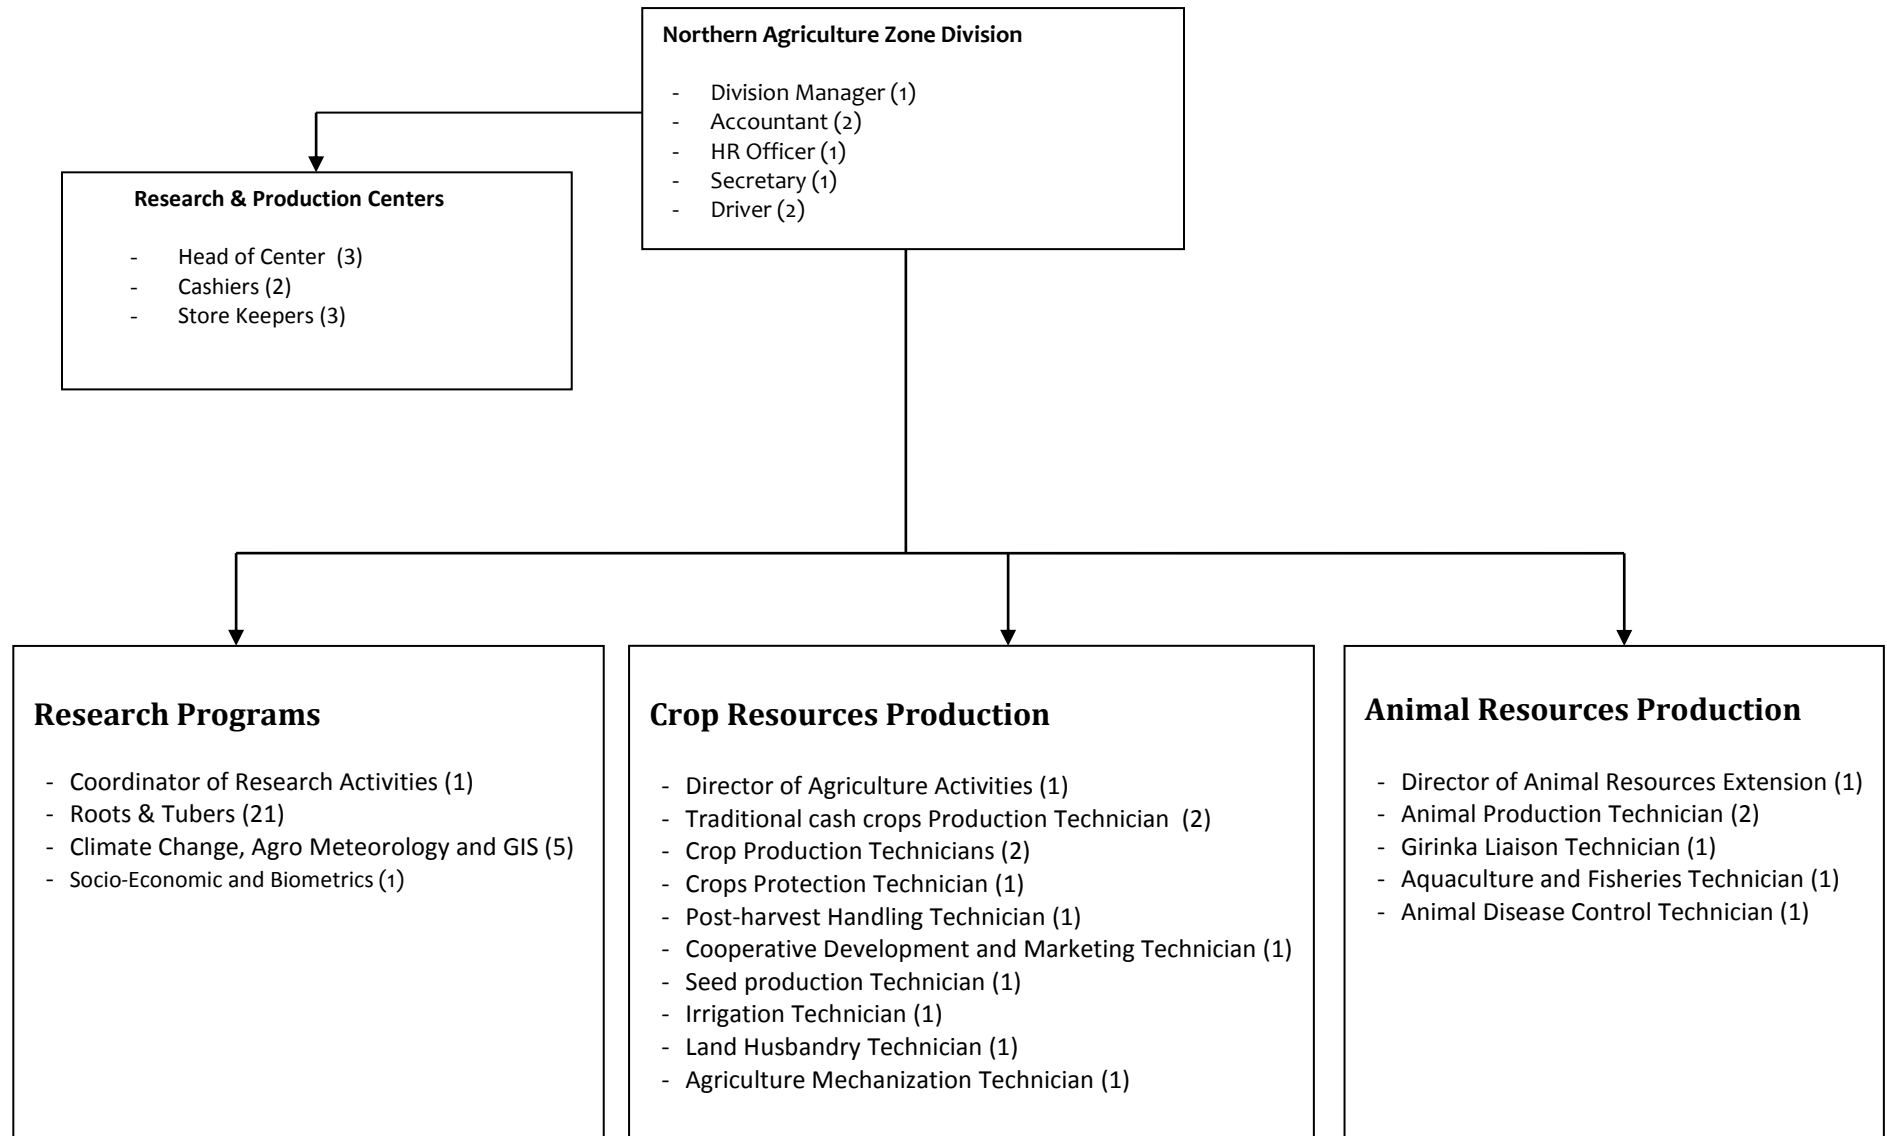 Northern Agriculture Zone Division
- Division Manager (1)
- Accountant (2)
- HR Officer (1)
- Secretary (1)
- Driver (2)
Research & Production Centers
- Head of Center (3)
- Cashiers (2)
- Store Keepers (3)
Research Programs
- Coordinator of Research Activities (1)
- Roots & Tubers (21)
- Climate Change, Agro Meteorology and GIS (5)
- Socio-Economic and Biometrics (1)
Crop Resources Production
- Director of Agriculture Activities (1)
- Traditional cash crops Production Technician (2)
- Crop Production Technicians (2)
- Crops Protection Technician (1)
- Post-harvest Handling Technician (1)
- Cooperative Development and Marketing Technician (1)
- Seed production Technician (1)
- Irrigation Technician (1)
- Land Husbandry Technician (1)
- Agriculture Mechanization Technician (1)
Animal Resources Production
- Director of Animal Resources Extension (1)
- Animal Production Technician (2)
- Girinka Liaison Technician (1)
- Aquaculture and Fisheries Technician (1)
- Animal Disease Control Technician (1)